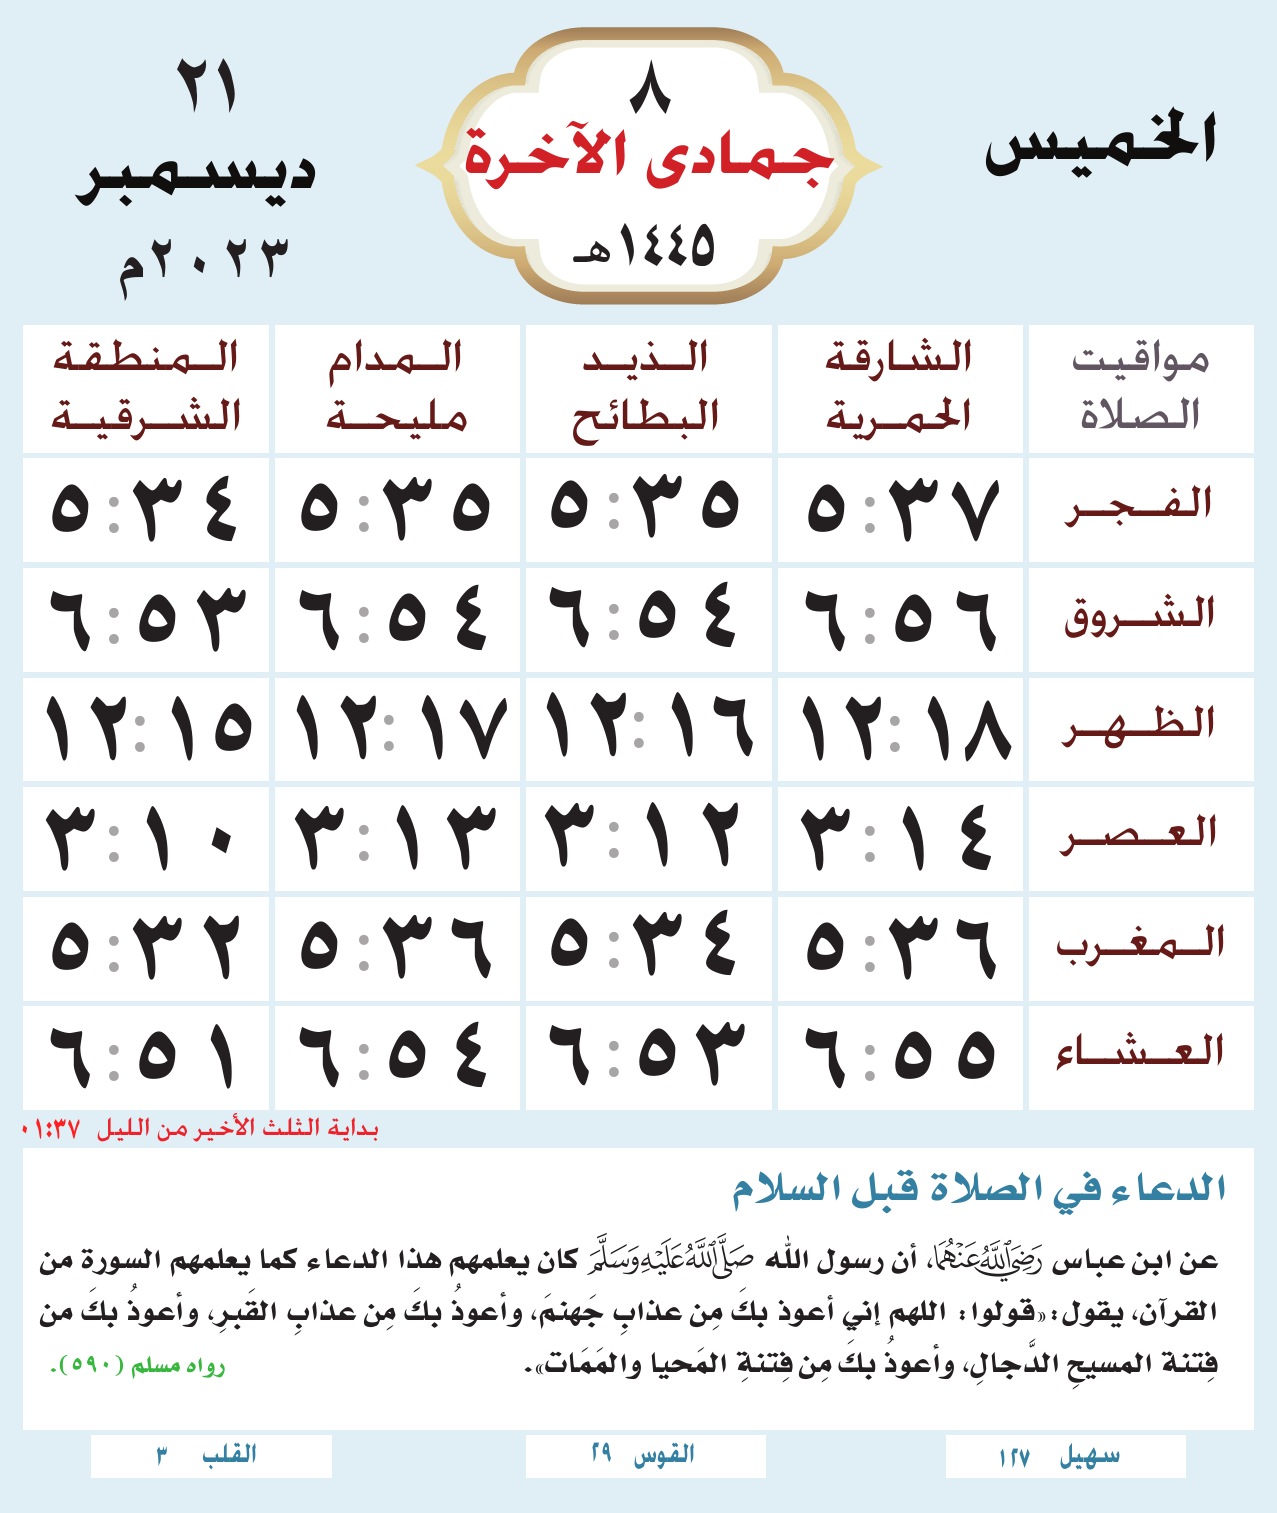 الخميس
٨
جمادى الآخرة
١٤٤٥هـ
٢١
ديسمبر
٢٠٢٣م
مواقيت الصلاة
الشارقة الحمرية
الذيد البطائح
المدام مليحة
المنطقة الشرقية
الفجر ٥:٣٧ ٥:٣٥ ٥:٣٥ ٥:٣٤
الشروق ٦:٥٦ ٦:٥٤ ٦:٥٤ ٦:٥٣
الظهر ١٢:١٨ ١٢:١٦ ١٢:١٧ ١٢:١٥
العصر ٣:١٤ ٣:١٢ ٣:١٣ ٣:١٠
المغرب ٥:٣٦ ٥:٣٤ ٥:٣٦ ٥:٣٢
العشاء ٦:٥٥ ٦:٥٣ ٦:٥٤ ٦:٥١
بداية الثلث الأخير من الليل ٠١:٣٧
الدعاء في الصلاة قبل السلام
عن ابن عباس رَضِيَ اللَّهُ عَنْهُمَا، أن رسول الله صَلَّى اللَّهُ عَلَيْهِ وَسَلَّمَ كان يعلمهم هذا الدعاء كما يعلمهم السورة من
القرآن، يقول: «قولوا: اللهم إني أعوذ بكَ مِن عذابِ جَهنمَ، وأعوذُ بكَ مِن عذابِ القَبرِ، وأعوذُ بكَ من
فِتنة المسيحِ الدَّجالِ، وأعوذُ بكَ مِن فِتنةِ المَحيا والمَمَات».
رواه مسلم (٥٩٠).
سهيل ١٢٧
القوس ٢٩
القلب ٣